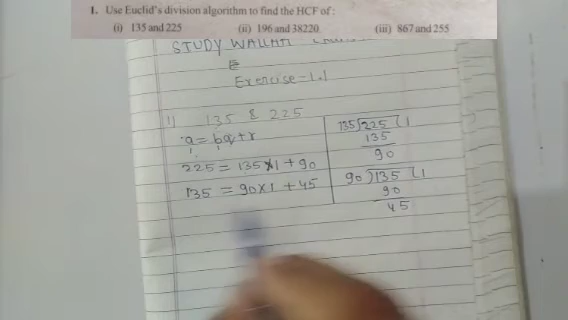 1. Use Euclid's division algorithm to find the HCF of :
(i) 135 and 225 (ii) 196 and 38220 (iii) 867 and 255
STUDY WALLAH
E
Exercise-1.1
1) 135 & 225
a = bq+r
225 = 135×1+90
135 = 90×1+45
135)225(1
135
90
90)135(1
90
45